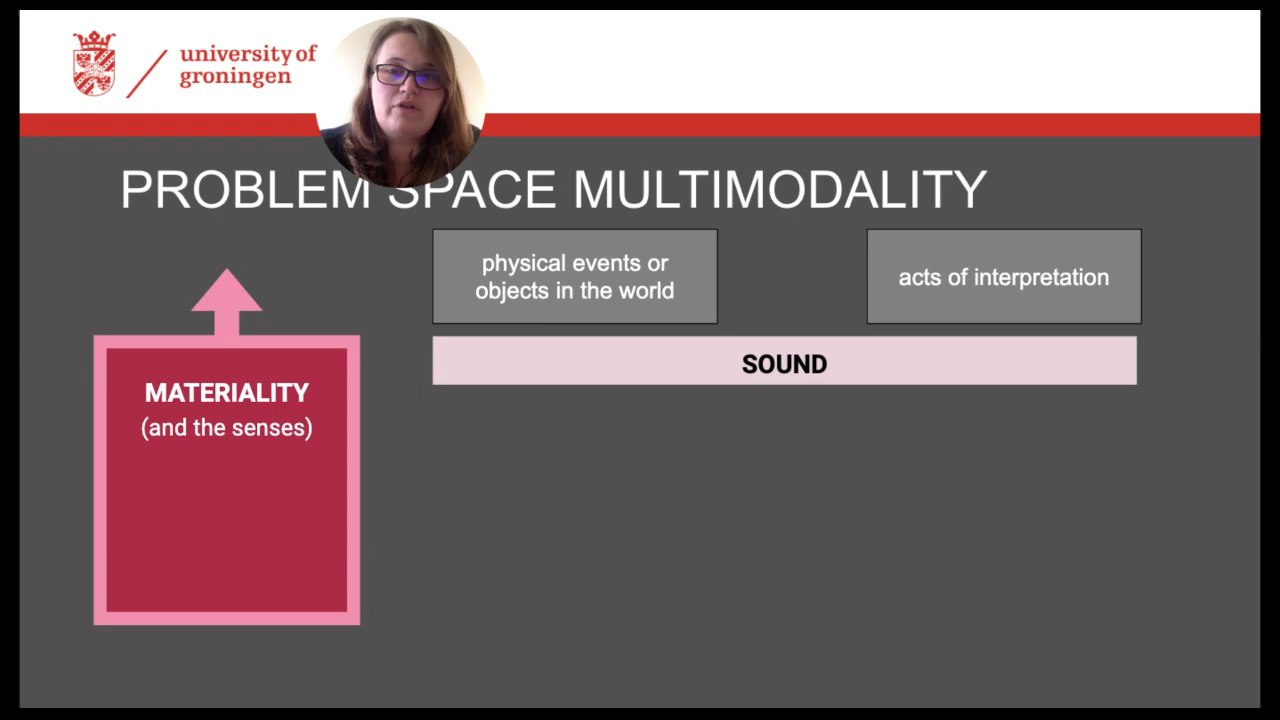 university of
groningen
PROBLEM SPACE MULTIMODALITY
physical events or
objects in the world
acts of interpretation
SOUND
MATERIALITY
(and the senses)